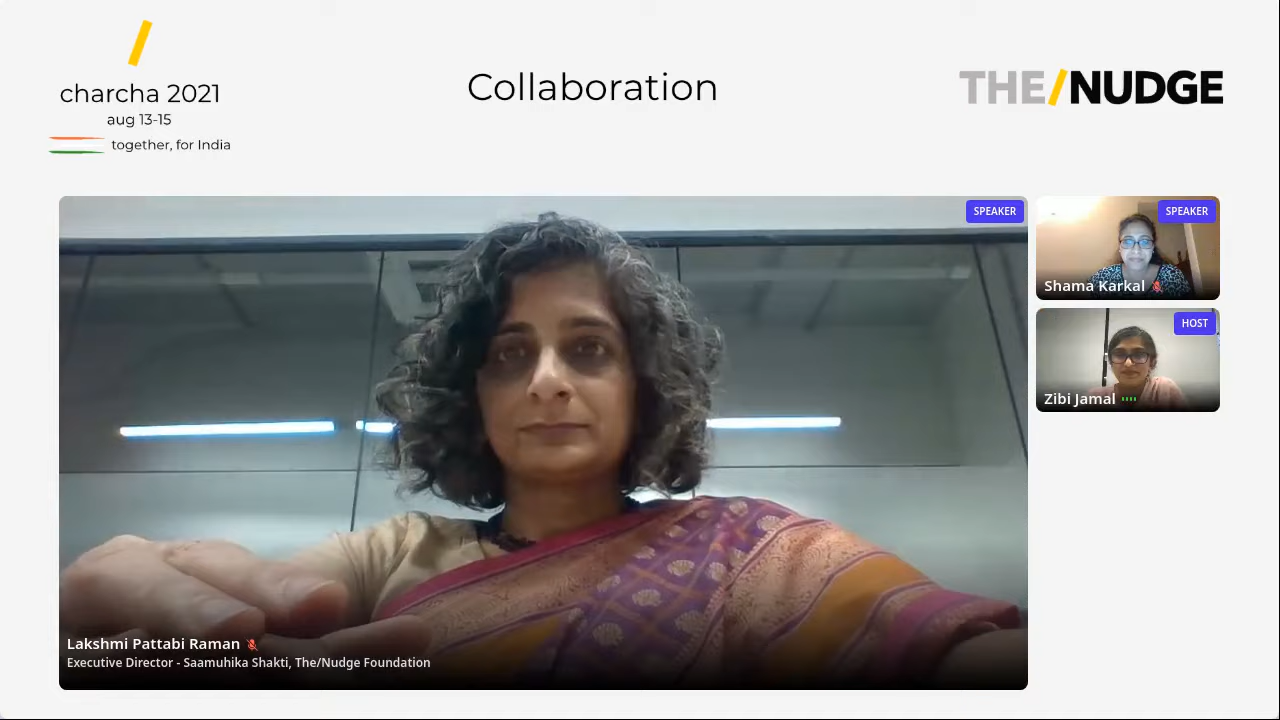 charcha 2021
aug 13-15
together, for India
Collaboration
THE/NUDGE
SPEAKER
Lakshmi Pattabi Raman
Executive Director - Saamuhika Shakti, The/Nudge Foundation
SPEAKER
Shama Karkal
HOST
Zibi Jamal